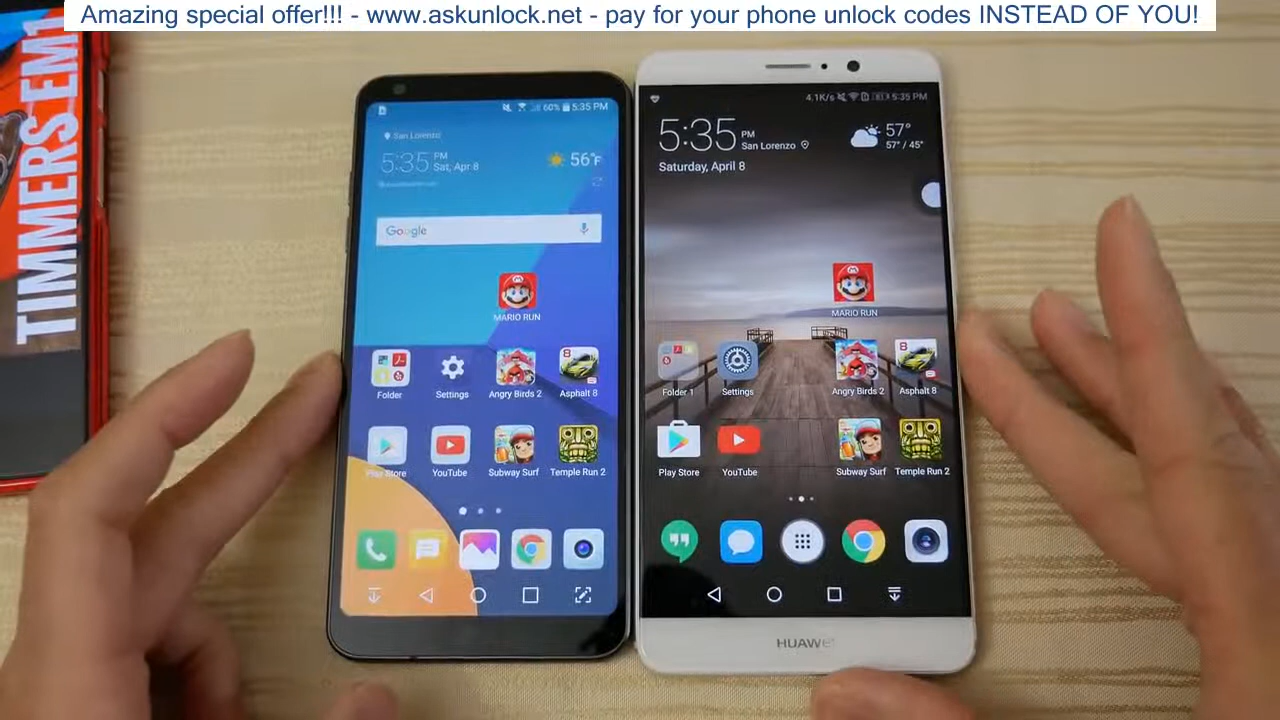 Amazing special offer!!! - www.askunlock.net - pay for your phone unlock codes INSTEAD OF YOU!
TIMMERS EM1
60% 5:35 PM
San Lorenzo
5:35 PM
Sat, Apr 8
56°F
Google
MARIO RUN
Folder
Settings
Angry Birds 2
Asphalt 8
Play Store
YouTube
Subway Surf
Temple Run 2
4.1K/s 5:35 PM
5:35 PM
San Lorenzo
Saturday, April 8
57°
57° / 45°
MARIO RUN
Folder 1
Settings
Angry Birds 2
Asphalt 8
Play Store
YouTube
Subway Surf
Temple Run 2
HUAWEI